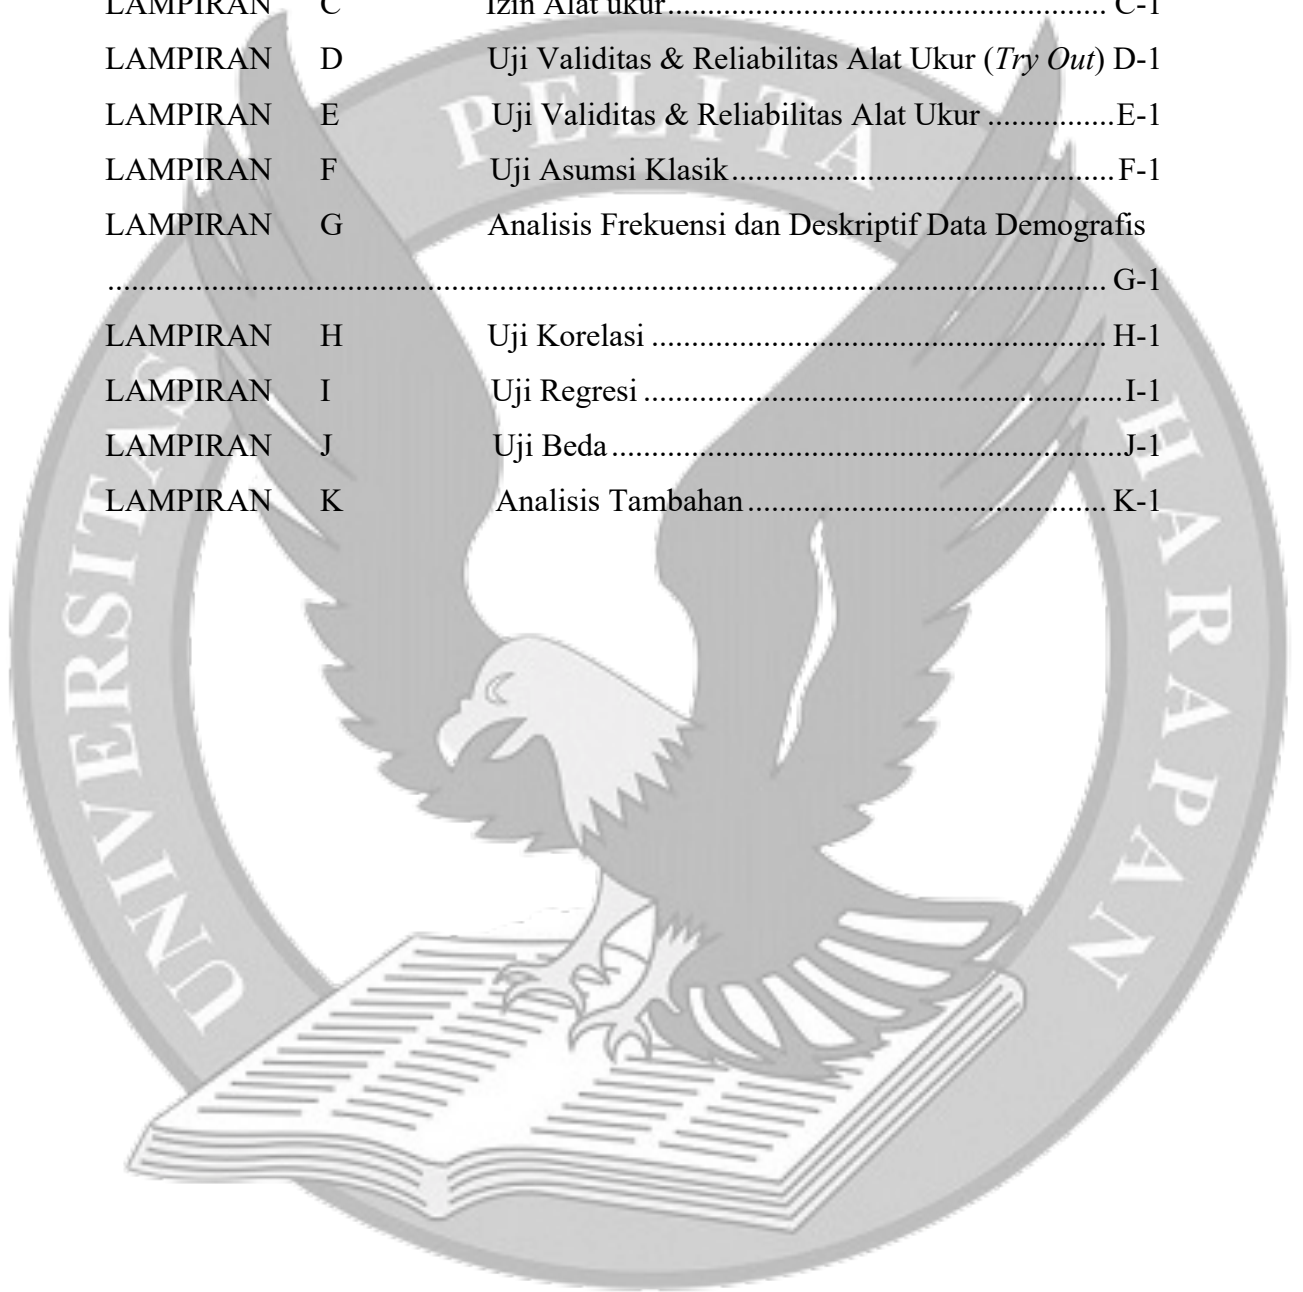 LAMPIRAN C Izin Alat ukur...................................................... C-1
LAMPIRAN D Uji Validitas & Reliabilitas Alat Ukur (Try Out) D-1
LAMPIRAN E Uji Validitas & Reliabilitas Alat Ukur ................E-1
LAMPIRAN F Uji Asumsi Klasik............................................... F-1
LAMPIRAN G Analisis Frekuensi dan Deskriptif Data Demografis
........................................................................................................................... G-1
LAMPIRAN H Uji Korelasi ........................................................ H-1
LAMPIRAN I Uji Regresi ...........................................................I-1
LAMPIRAN J Uji Beda...............................................................J-1
LAMPIRAN K Analisis Tambahan............................................ K-1
UNIVERSITAS PELITA HARAPAN